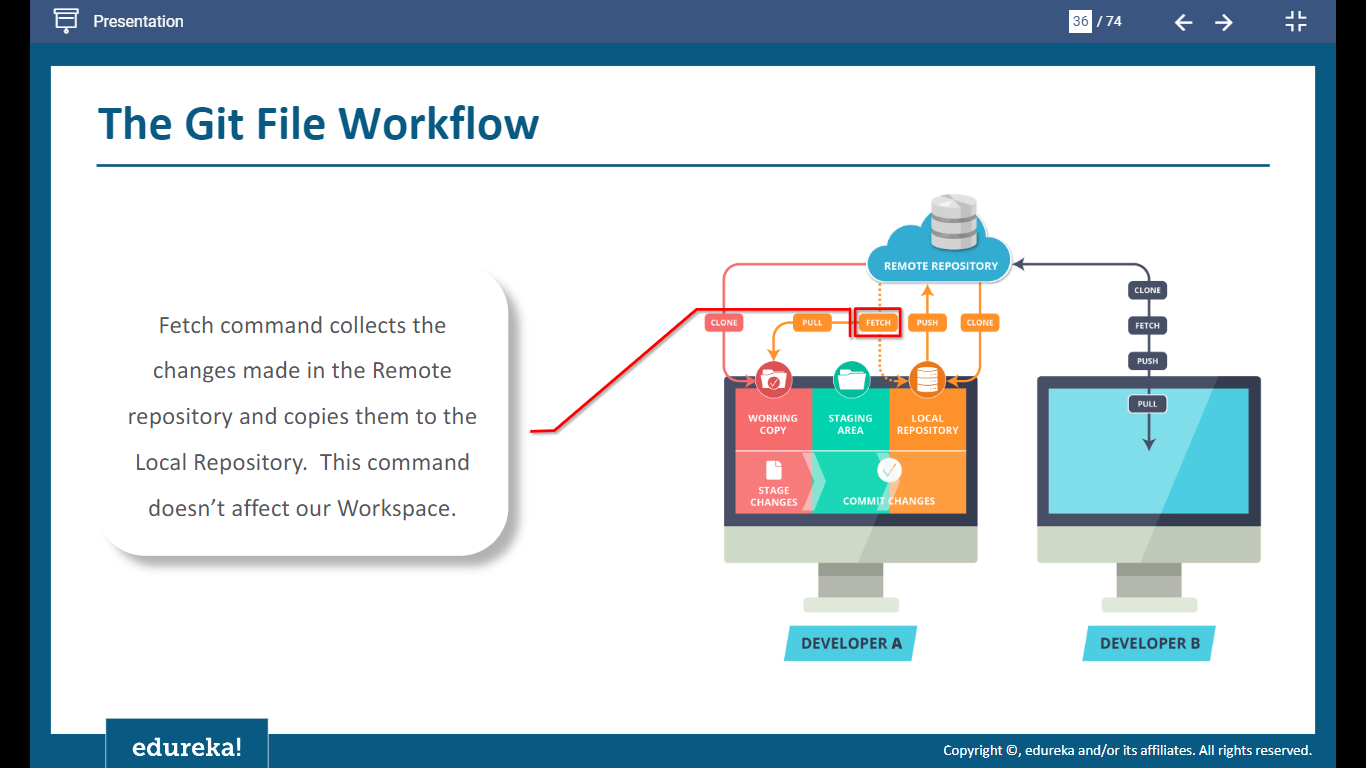 Presentation
36 / 74
The Git File Workflow
Fetch command collects the
changes made in the Remote
repository and copies them to the
Local Repository.  This command
doesn’t affect our Workspace.
REMOTE REPOSITORY
CLONE
PULL
FETCH
PUSH
CLONE
WORKING
COPY
STAGING
AREA
LOCAL
REPOSITORY
STAGE
CHANGES
COMMIT CHANGES
DEVELOPER A
CLONE
FETCH
PUSH
PULL
DEVELOPER B
edureka!
Copyright ©, edureka and/or its affiliates. All rights reserved.